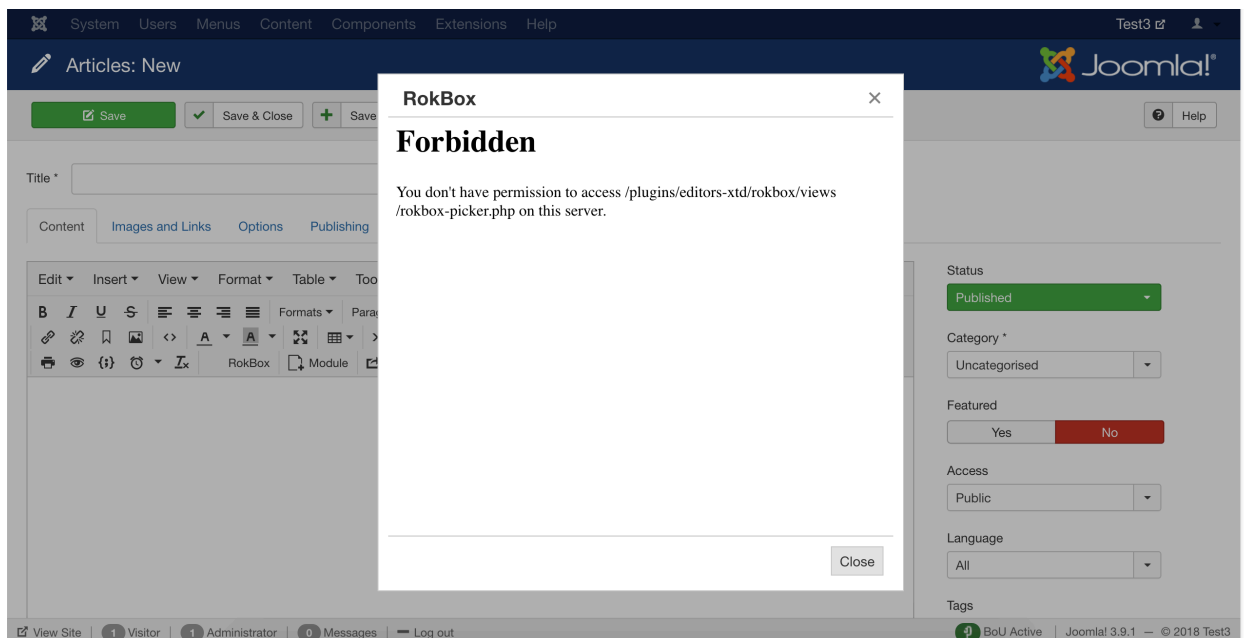 System Users Menus Content Components Extensions Help Test3
Articles: New Joomla!®
Save Save & Close Save Help
RokBox ×
Forbidden
You don't have permission to access /plugins/editors-xtd/rokbox/views
/rokbox-picker.php on this server.
Title *
Content Images and Links Options Publishing
Edit Insert View Format Table Too
B I U S Formats Parag
A A
RokBox Module
Status
Published
Category *
Uncategorised
Featured
Yes No
Access
Public
Language
All
Tags
Close
View Site | 1 Visitor | 1 Administrator | 0 Messages | Log out BoU Active | Joomla! 3.9.1 — © 2018 Test3